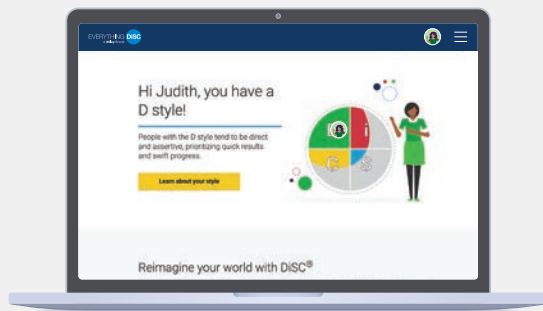 EVERYTHING DiSC
Hi Judith, you have a
D style!
People with the D style tend to be direct
and assertive, prioritizing quick results
and swift progress.
Learn about your style
D i
C S
Reimagine your world with DiSC®